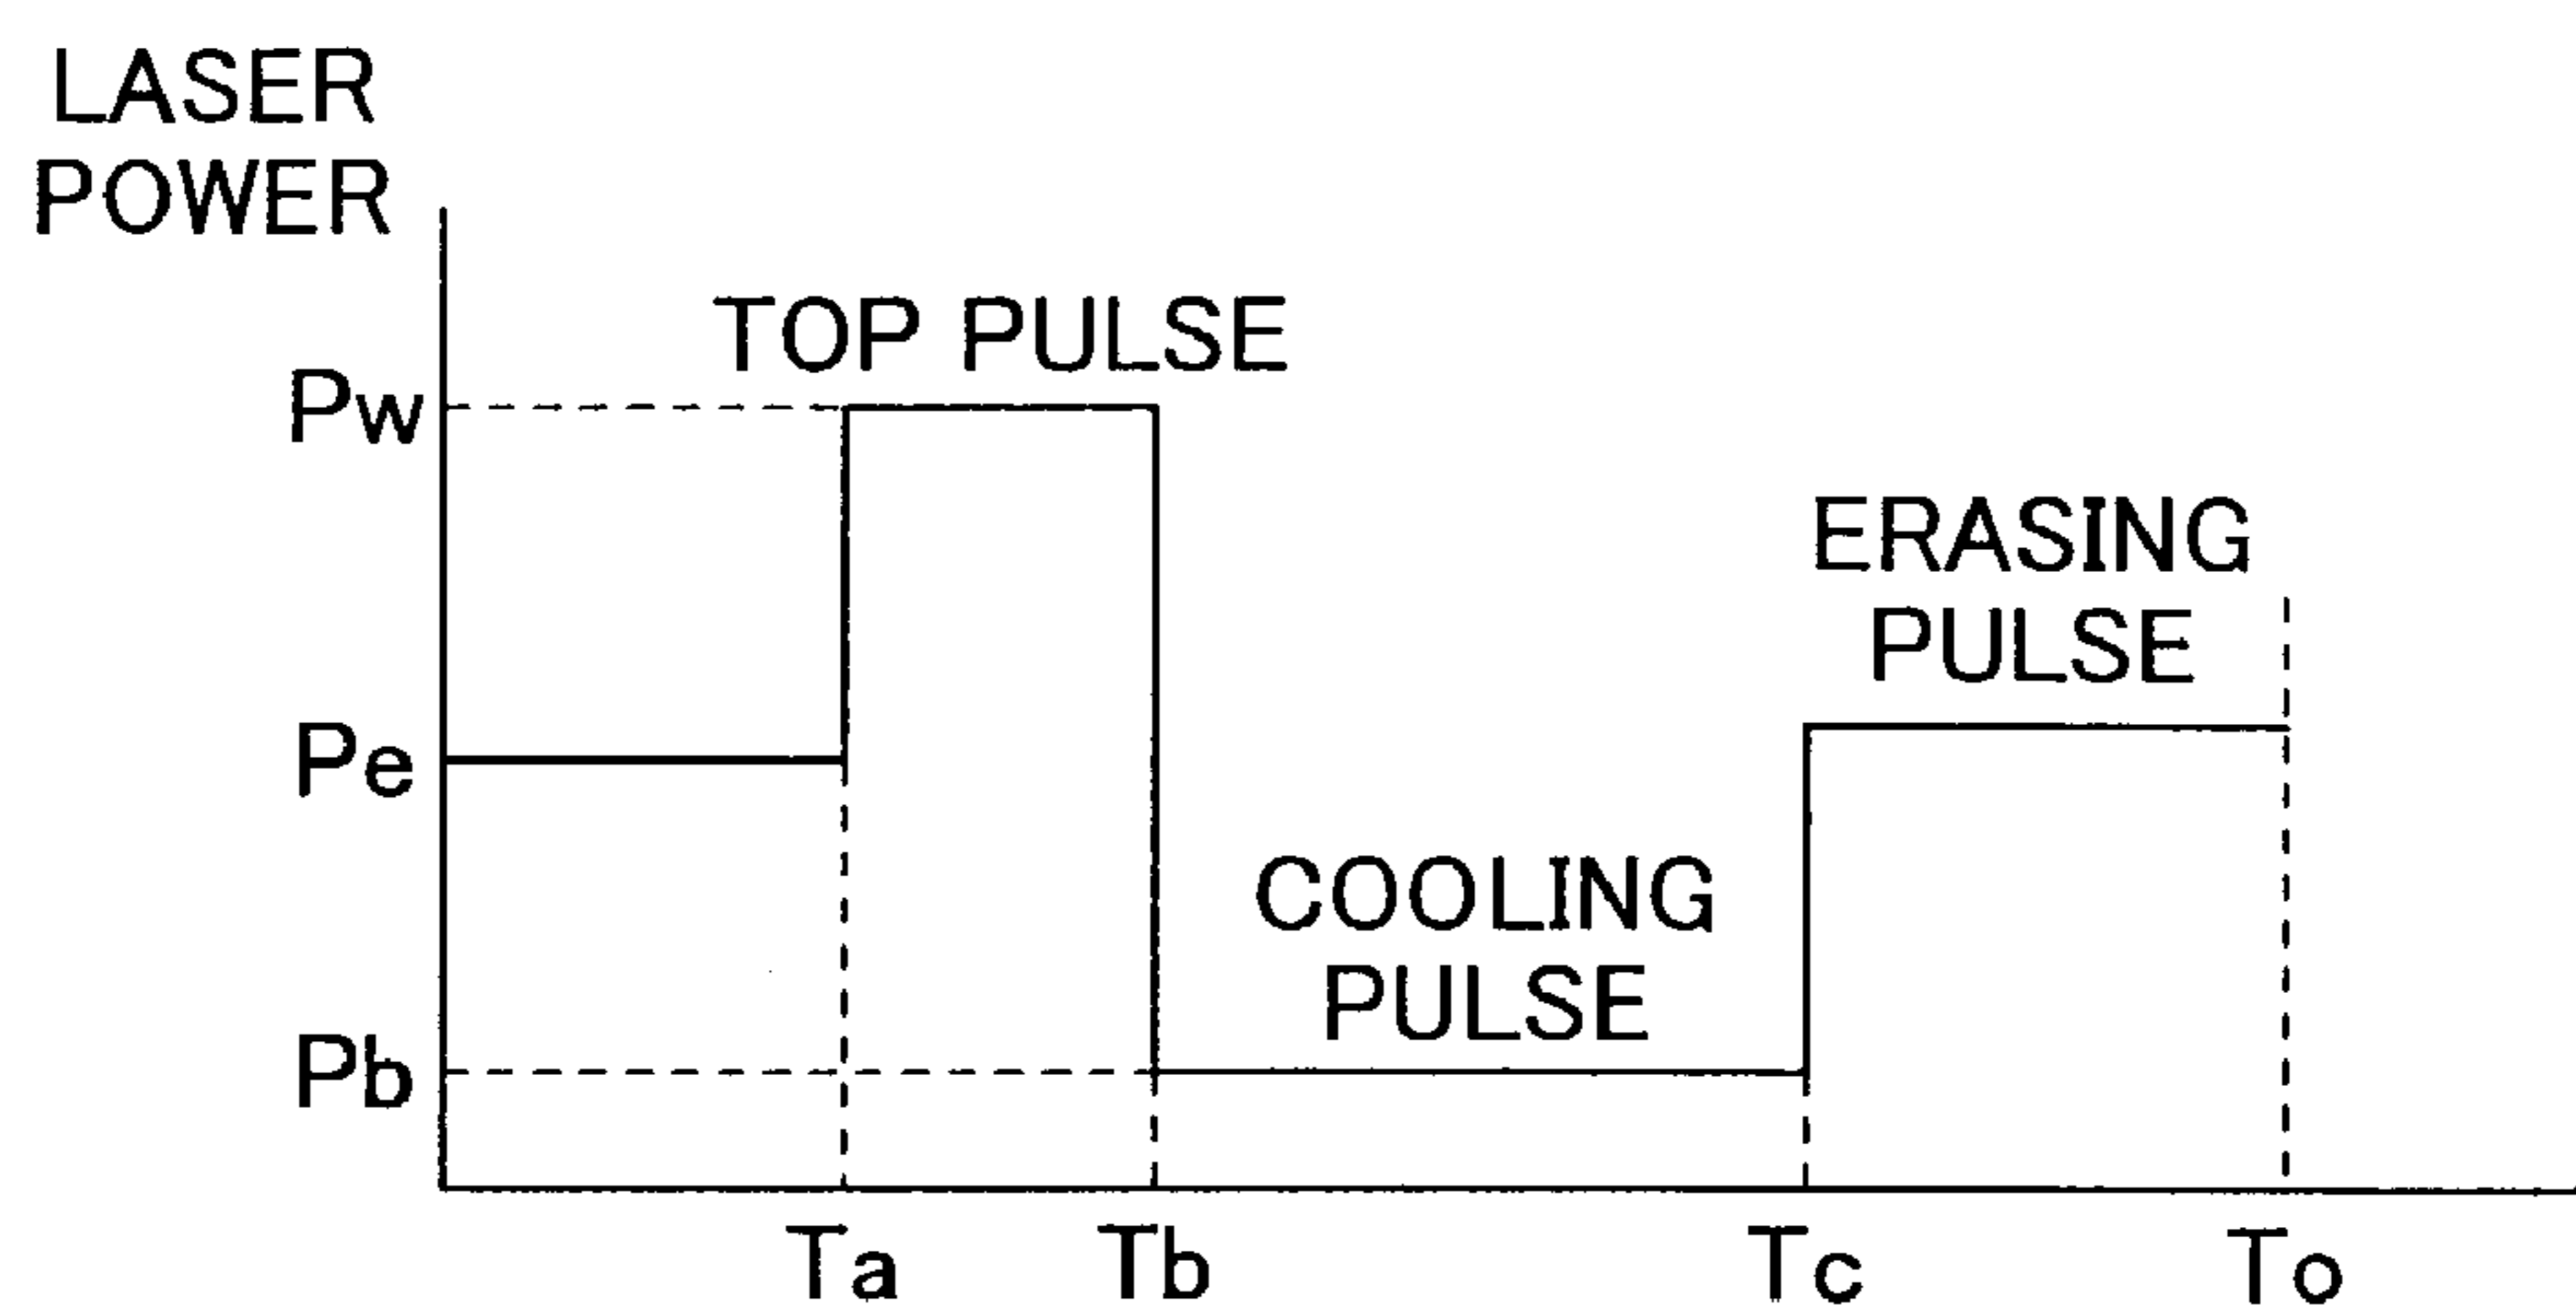 LASER
POWER
TOP PULSE
Pw
ERASING
PULSE
Pe
COOLING
PULSE
Pb
Ta Tb Tc To